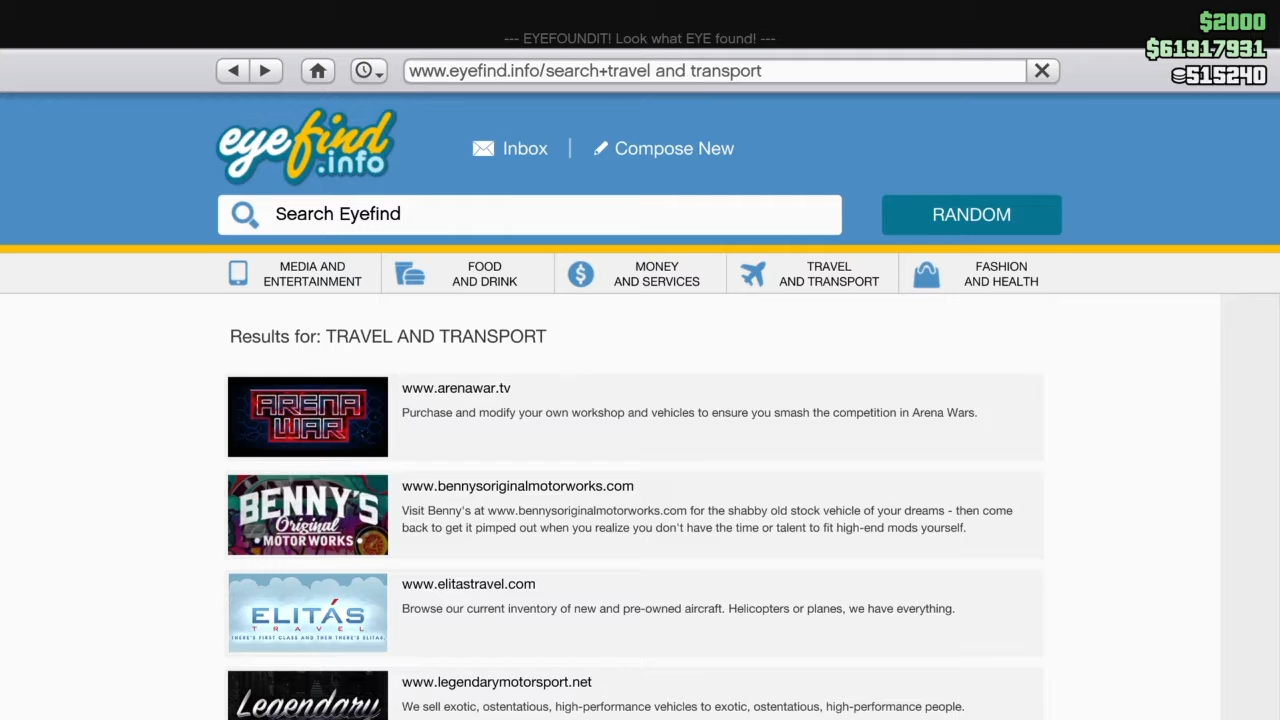 $2000
--- EYEFOUNDIT! Look what EYE found! ---
$61917931
www.eyefind.info/search+travel and transport
515240
eyefind
.info
Inbox
Compose New
Search Eyefind
RANDOM
MEDIA AND
ENTERTAINMENT
FOOD
AND DRINK
MONEY
AND SERVICES
TRAVEL
AND TRANSPORT
FASHION
AND HEALTH
Results for: TRAVEL AND TRANSPORT
ARENA
WAR
www.arenawar.tv
Purchase and modify your own workshop and vehicles to ensure you smash the competition in Arena Wars.
BENNY'S
Original
• MOTOR WORKS •
www.bennysoriginalmotorworks.com
Visit Benny's at www.bennysoriginalmotorworks.com for the shabby old stock vehicle of your dreams - then come
back to get it pimped out when you realize you don't have the time or talent to fit high-end mods yourself.
ELITÁS
TRAVEL
THERE'S FIRST CLASS AND THEN THERE'S ELITAS.
www.elitastravel.com
Browse our current inventory of new and pre-owned aircraft. Helicopters or planes, we have everything.
Legendary
www.legendarymotorsport.net
We sell exotic, ostentatious, high-performance vehicles to exotic, ostentatious, high-performance people.